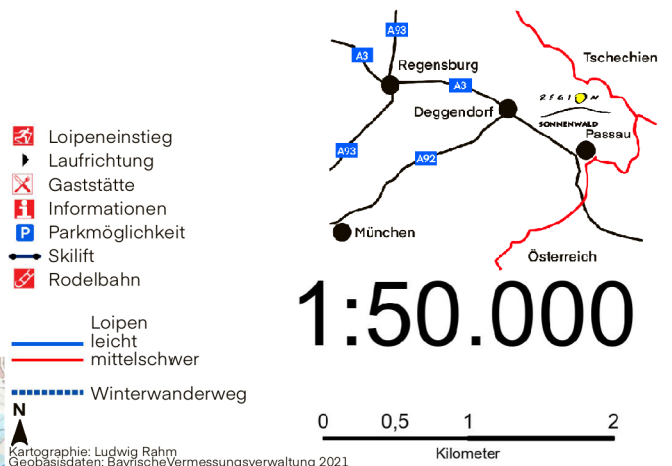 Loipeneinstieg
Laufrichtung
Gaststätte
Informationen
P Parkmöglichkeit
Skilift
Rodelbahn
Loipen
leicht
mittelschwer
Winterwanderweg
N
Kartographie: Ludwig Rahm
Geobasisdaten: BayrischeVermessungsverwaltung 2021
A93
A3
Regensburg
A3
Tschechien
Deggendorf
REGION
SONNENWALD
Passau
A93
A92
München
Österreich
1:50.000
0 0,5 1 2
Kilometer